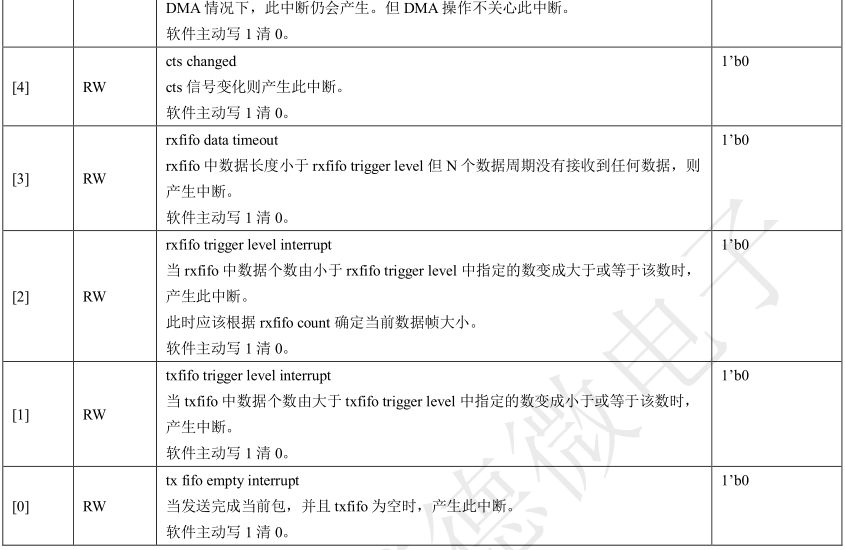 DMA 情况下，此中断仍会产生。但 DMA 操作不关心此中断。
软件主动写 1 清 0。
[4] RW cts changed 1’b0
cts 信号变化则产生此中断。
软件主动写 1 清 0。
[3] RW rxfifo data timeout 1’b0
rxfifo 中数据长度小于 rxfifo trigger level 但 N 个数据周期没有接收到任何数据，则
产生中断。
软件主动写 1 清 0。
[2] RW rxfifo trigger level interrupt 1’b0
当 rxfifo 中数据个数由小于 rxfifo trigger level 中指定的数变成大于或等于该数时，
产生此中断。
此时应该根据 rxfifo count 确定当前数据帧大小。
软件主动写 1 清 0。
[1] RW txfifo trigger level interrupt 1’b0
当 txfifo 中数据个数由大于 txfifo trigger level 中指定的数变成小于或等于该数时，
产生中断。
软件主动写 1 清 0。
[0] RW tx fifo empty interrupt 1’b0
当发送完成当前包，并且 txfifo 为空时，产生此中断。
软件主动写 1 清 0。
德微电子